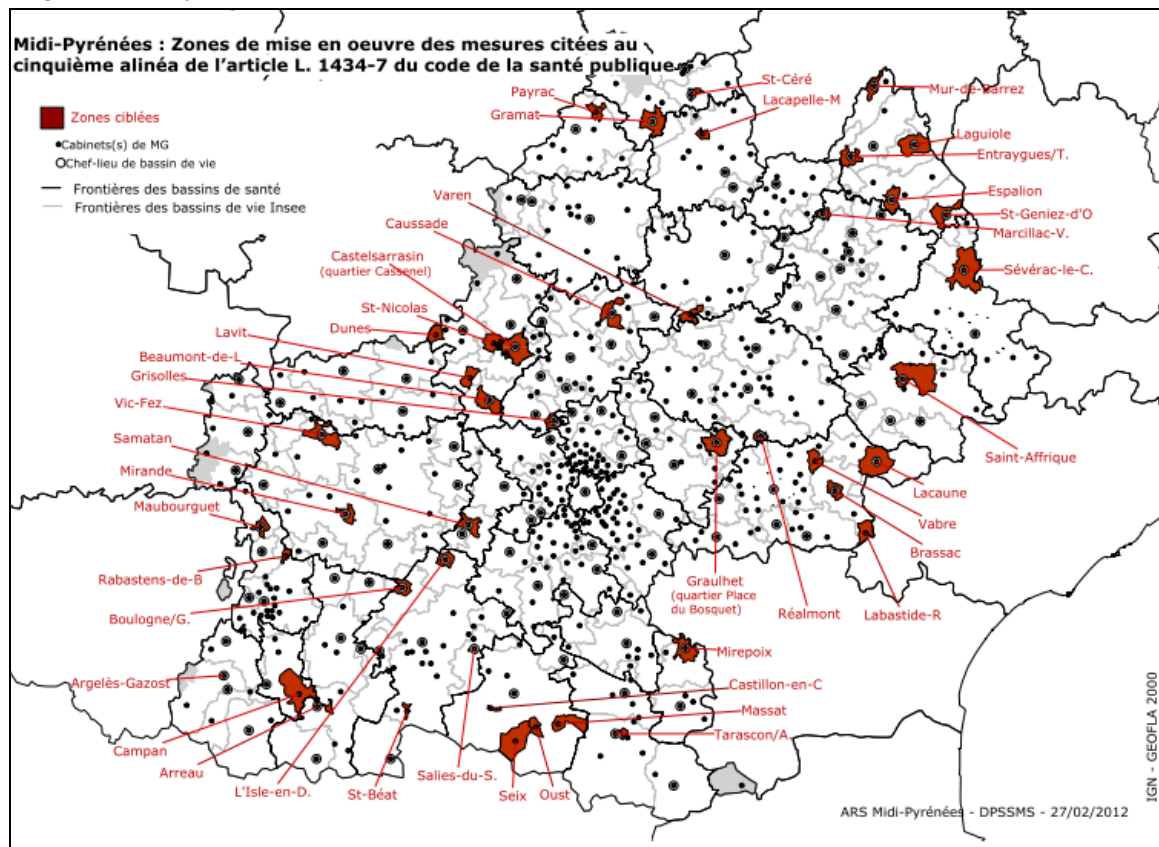 Midi-Pyrénées : Zones de mise en oeuvre des mesures citées au
cinquième alinéa de l'article L. 1434-7 du code de la santé publique
Zones ciblées
Cabinets(s) de MG
Chef-lieu de bassin de vie
Frontières des bassins de santé
Frontières des bassins de vie Insee
St-Céré
Payrac
Lacapelle-M
Gramat
Mur-de-Barrez
Laguiole
Entraygues/T.
Espalion
St-Geniez-d'O
Marcillac-V.
Sévérac-le-C.
Varen
Caussade
Castelsarrasin
(quartier Cassenel)
St-Nicolas
Dunes
Lavit
Beaumont-de-L
Grisolles
Vic-Fez.
Samatan
Mirande
Maubourguet
Rabastens-de-B
Boulogne/G.
Argelès-Gazost
Campan
Arreau
L'Isle-en-D.
St-Béat
Salies-du-S.
Seix
Oust
Saint-Affrique
Lacaune
Vabre
Brassac
Labastide-R
Réalmont
Graulhet
(quartier Place
du Bosquet)
Mirepoix
Castillon-en-C
Massat
Tarascon/A.
ARS Midi-Pyrénées - DPSSMS - 27/02/2012
IGN - GEOFLA 2000